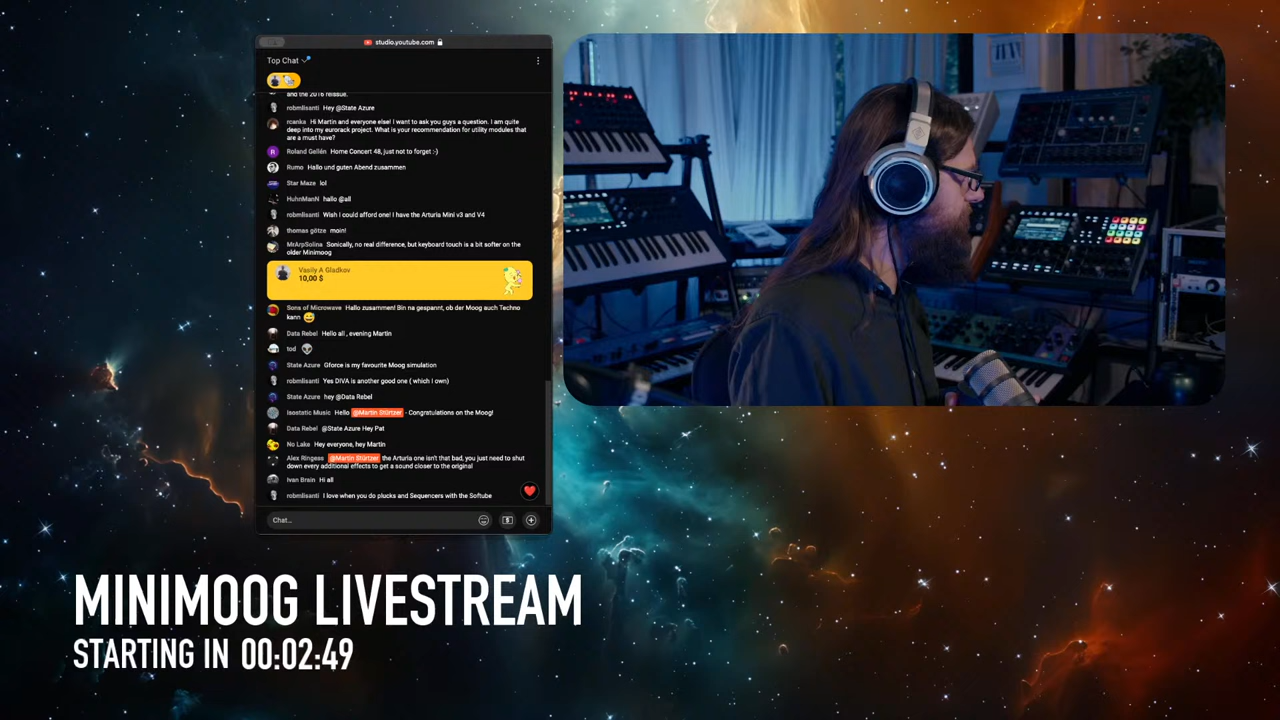 studio.youtube.com
Top Chat
and the 2016 reissue.
robmlisanti Hey @State Azure
rcanka Hi Martin and everyone else! I want to ask you guys a question. I am quite
deep into my eurorack project. What is your recommendation for utility modules that
are a must have?
R Roland Gallén Home Concert 48, just not to forget :-)
Rumo Hallo und guten Abend zusammen
Star Maze lol
HuhnManN hallo @all
robmlisanti Wish I could afford one! I have the Arturia Mini v3 and V4
thomas götze moin!
MrArpSolina Sonically, no real difference, but keyboard touch is a bit softer on the
older Minimoog
Vasily A Gladkov
10,00 $
Sons of Microwave Hallo zusammen! Bin na gespannt, ob der Moog auch Techno
kann
Data Rebel Hello all , evening Martin
tod
State Azure Gforce is my favourite Moog simulation
robmlisanti Yes DIVA is another good one ( which I own)
State Azure hey @Data Rebel
Isostatic Music Hello @Martin Stürtzer - Congratulations on the Moog!
Data Rebel @State Azure Hey Pat
No Lake Hey everyone, hey Martin
Alex Ringeas @Martin Stürtzer the Arturia one isn't that bad, you just need to shut
down every additional effects to get a sound closer to the original
Ivan Brain Hi all
robmlisanti I love when you do plucks and Sequencers with the Softube
Chat...
MINIMOOG LIVESTREAM
STARTING IN 00:02:49